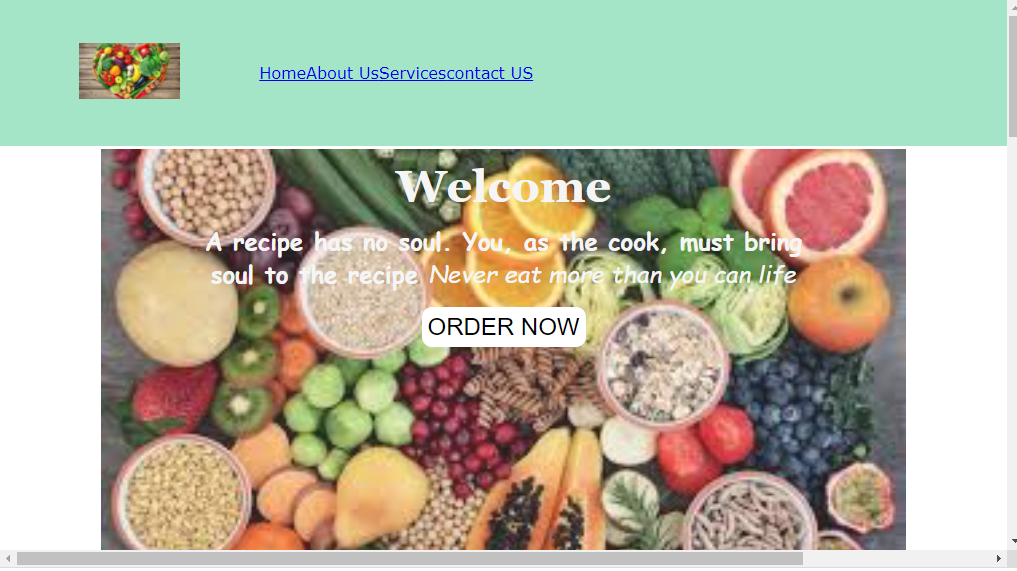 HomeAbout UsServicescontact US
Welcome
A recipe has no soul. You, as the cook, must bring
soul to the recipe Never eat more than you can life
ORDER NOW